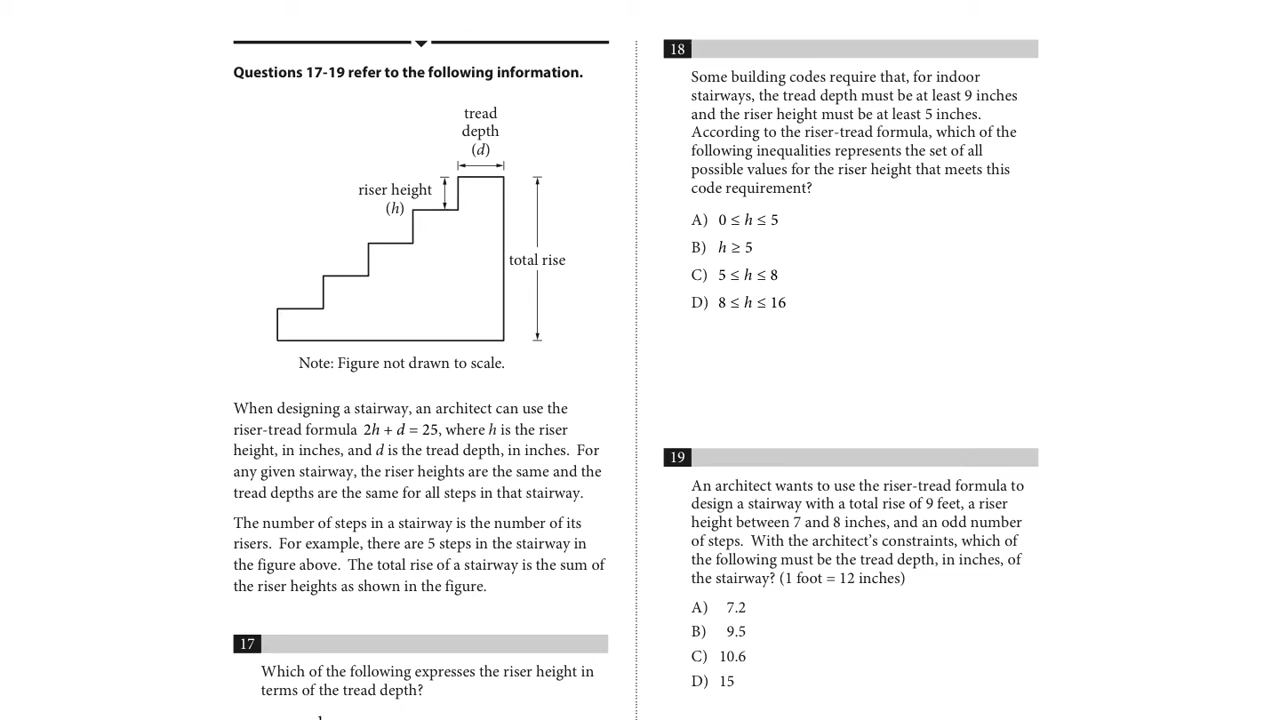 Questions 17-19 refer to the following information.
tread
depth
(d)
riser height
(h)
total rise
Note: Figure not drawn to scale.
When designing a stairway, an architect can use the
riser-tread formula 2h + d = 25, where h is the riser
height, in inches, and d is the tread depth, in inches. For
any given stairway, the riser heights are the same and the
tread depths are the same for all steps in that stairway.
The number of steps in a stairway is the number of its
risers. For example, there are 5 steps in the stairway in
the figure above. The total rise of a stairway is the sum of
the riser heights as shown in the figure.
17
Which of the following expresses the riser height in
terms of the tread depth?
18
Some building codes require that, for indoor
stairways, the tread depth must be at least 9 inches
and the riser height must be at least 5 inches.
According to the riser-tread formula, which of the
following inequalities represents the set of all
possible values for the riser height that meets this
code requirement?
A) 0 ≤ h ≤ 5
B) h ≥ 5
C) 5 ≤ h ≤ 8
D) 8 ≤ h ≤ 16
19
An architect wants to use the riser-tread formula to
design a stairway with a total rise of 9 feet, a riser
height between 7 and 8 inches, and an odd number
of steps. With the architect’s constraints, which of
the following must be the tread depth, in inches, of
the stairway? (1 foot = 12 inches)
A) 7.2
B) 9.5
C) 10.6
D) 15